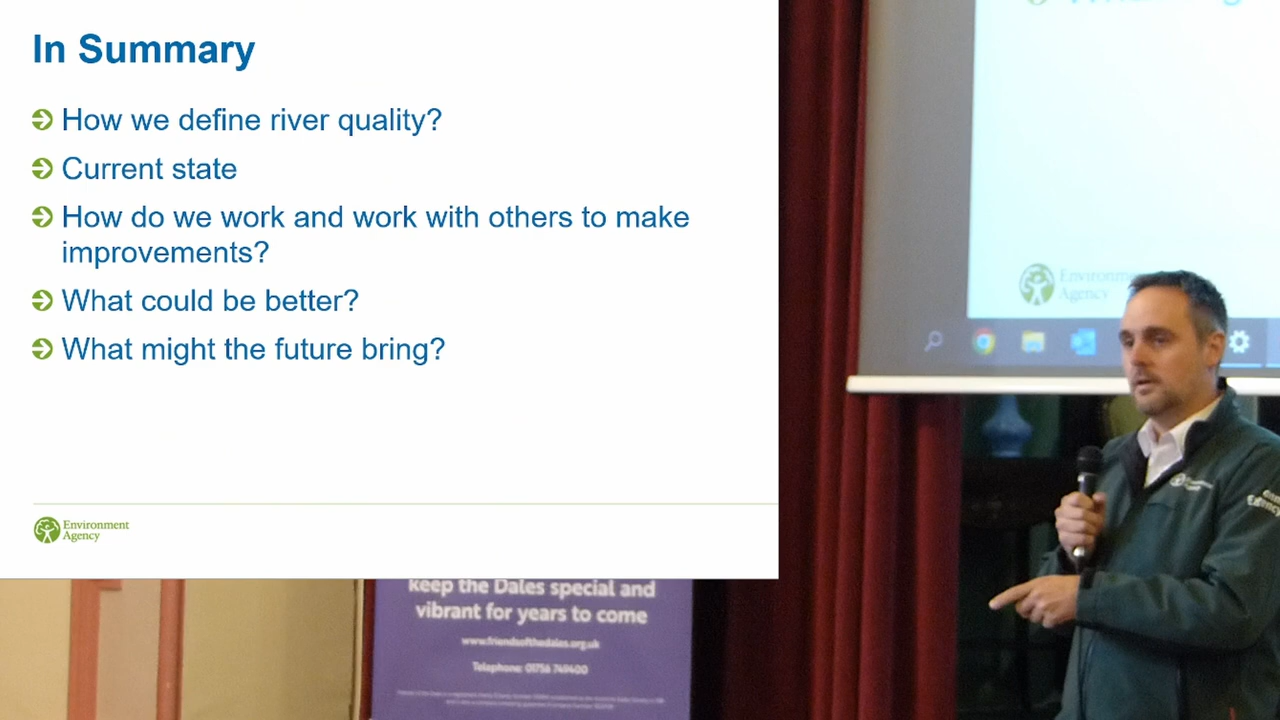 In Summary
How we define river quality?
Current state
How do we work and work with others to make
improvements?
What could be better?
What might the future bring?
Environment
Agency
keep the Dales special and
vibrant for years to come
www.friendsofthedales.org.uk
Telephone: 01756 749400
Agency